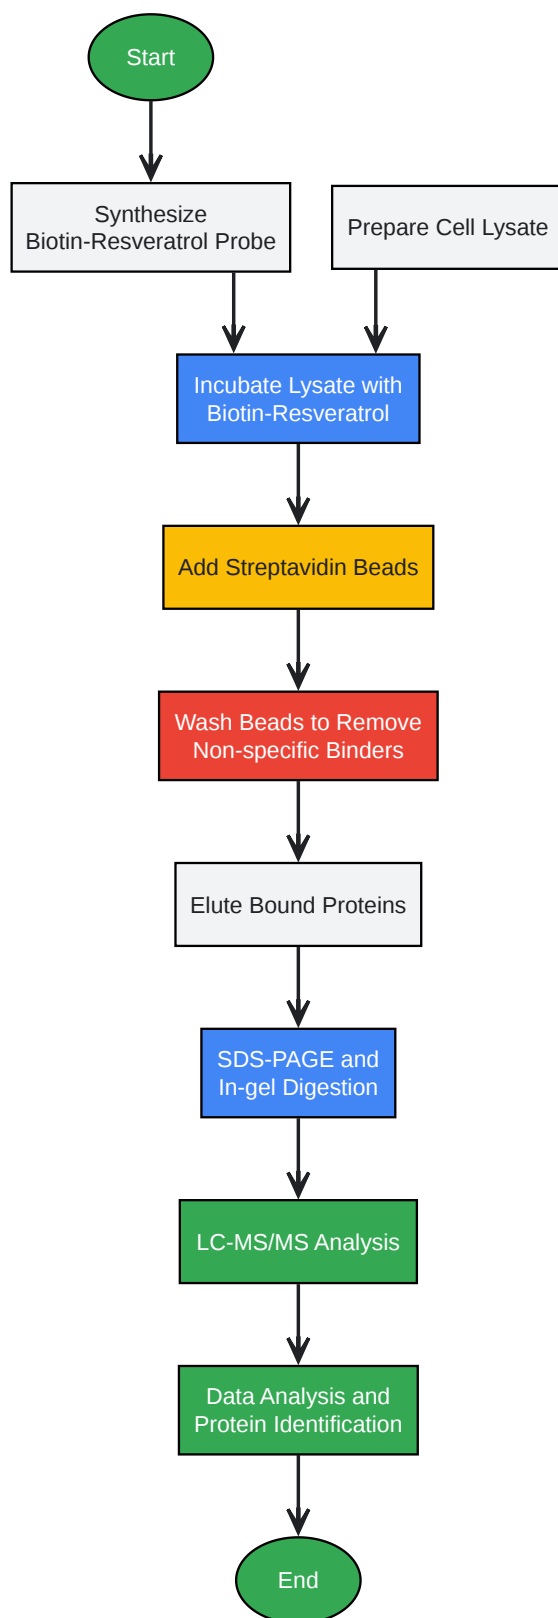 Start
Synthesize
Biotin-Resveratrol Probe
Prepare Cell Lysate
Incubate Lysate with
Biotin-Resveratrol
Add Streptavidin Beads
Wash Beads to Remove
Non-specific Binders
Elute Bound Proteins
SDS-PAGE and
In-gel Digestion
LC-MS/MS Analysis
Data Analysis and
Protein Identification
End